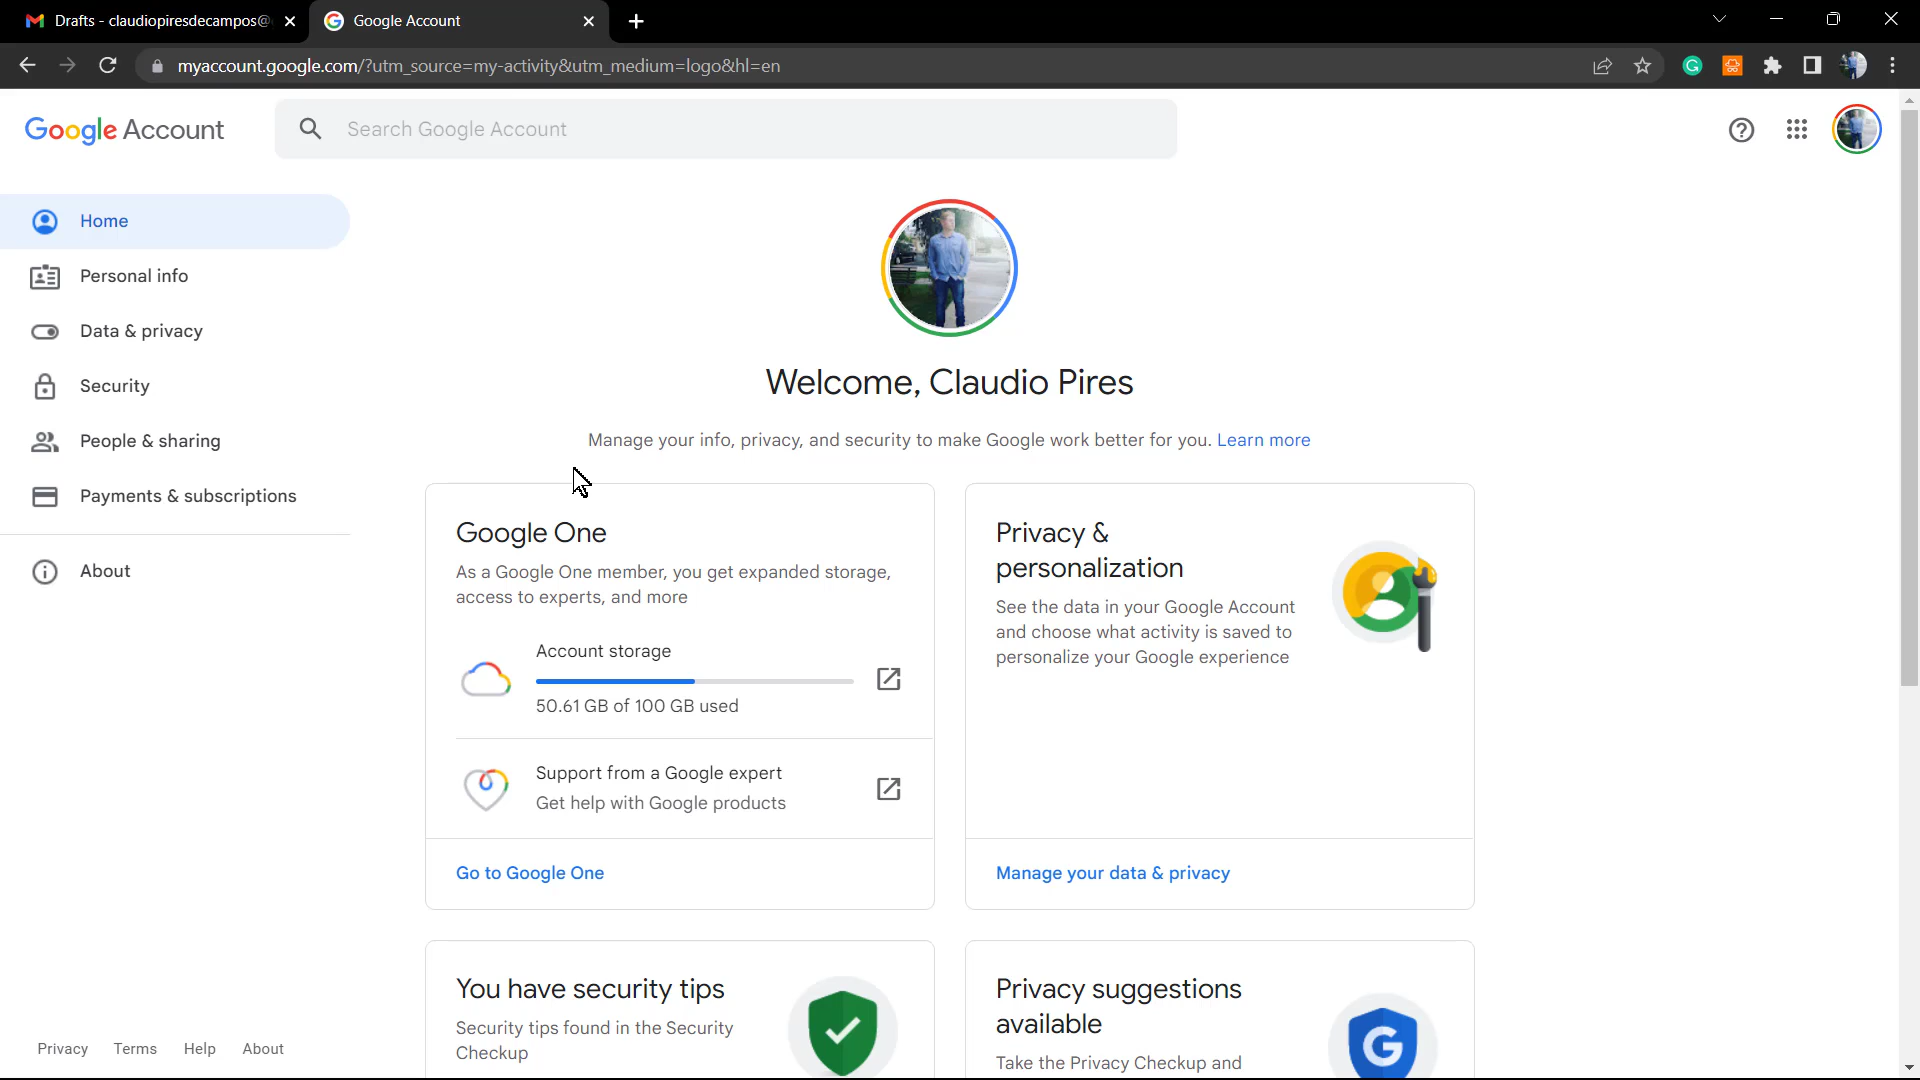 Drafts - claudiopiresdecampos@
Google Account
myaccount.google.com/?utm_source=my-activity&utm_medium=logo&hl=en
Google Account
Search Google Account
Home
Personal info
Data & privacy
Security
People & sharing
Payments & subscriptions
About
Welcome, Claudio Pires
Manage your info, privacy, and security to make Google work better for you. Learn more
Google One
As a Google One member, you get expanded storage,
access to experts, and more
Account storage
50.61 GB of 100 GB used
Support from a Google expert
Get help with Google products
Go to Google One
Privacy &
personalization
See the data in your Google Account
and choose what activity is saved to
personalize your Google experience
Manage your data & privacy
You have security tips
Security tips found in the Security
Checkup
Privacy suggestions
available
Take the Privacy Checkup and
Privacy Terms Help About